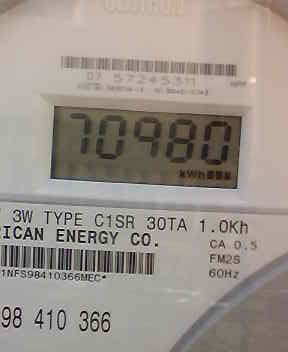 07 57245311
70980
kWh
3W TYPE C1SR 30TA 1.0Kh
RICAN ENERGY CO.
CA 0.5
FM2S
60Hz
1NFS98410366MEC*
98 410 366